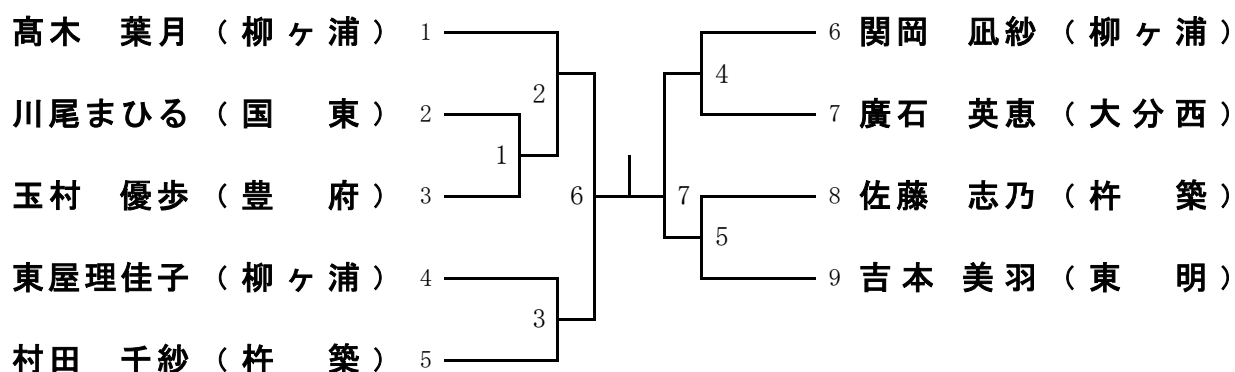 髙木 葉月 ( 柳ヶ浦 ) 1
川尾まひる ( 国 東 ) 2
玉村 優歩 ( 豊 府 ) 3
東屋理佳子 ( 柳ヶ浦 ) 4
村田 千紗 ( 杵 築 ) 5
2
1
6
3
7
4
5
6 関岡 凪紗 ( 柳ヶ浦 )
7 廣石 英恵 ( 大分西 )
8 佐藤 志乃 ( 杵 築 )
9 吉本 美羽 ( 東 明 )